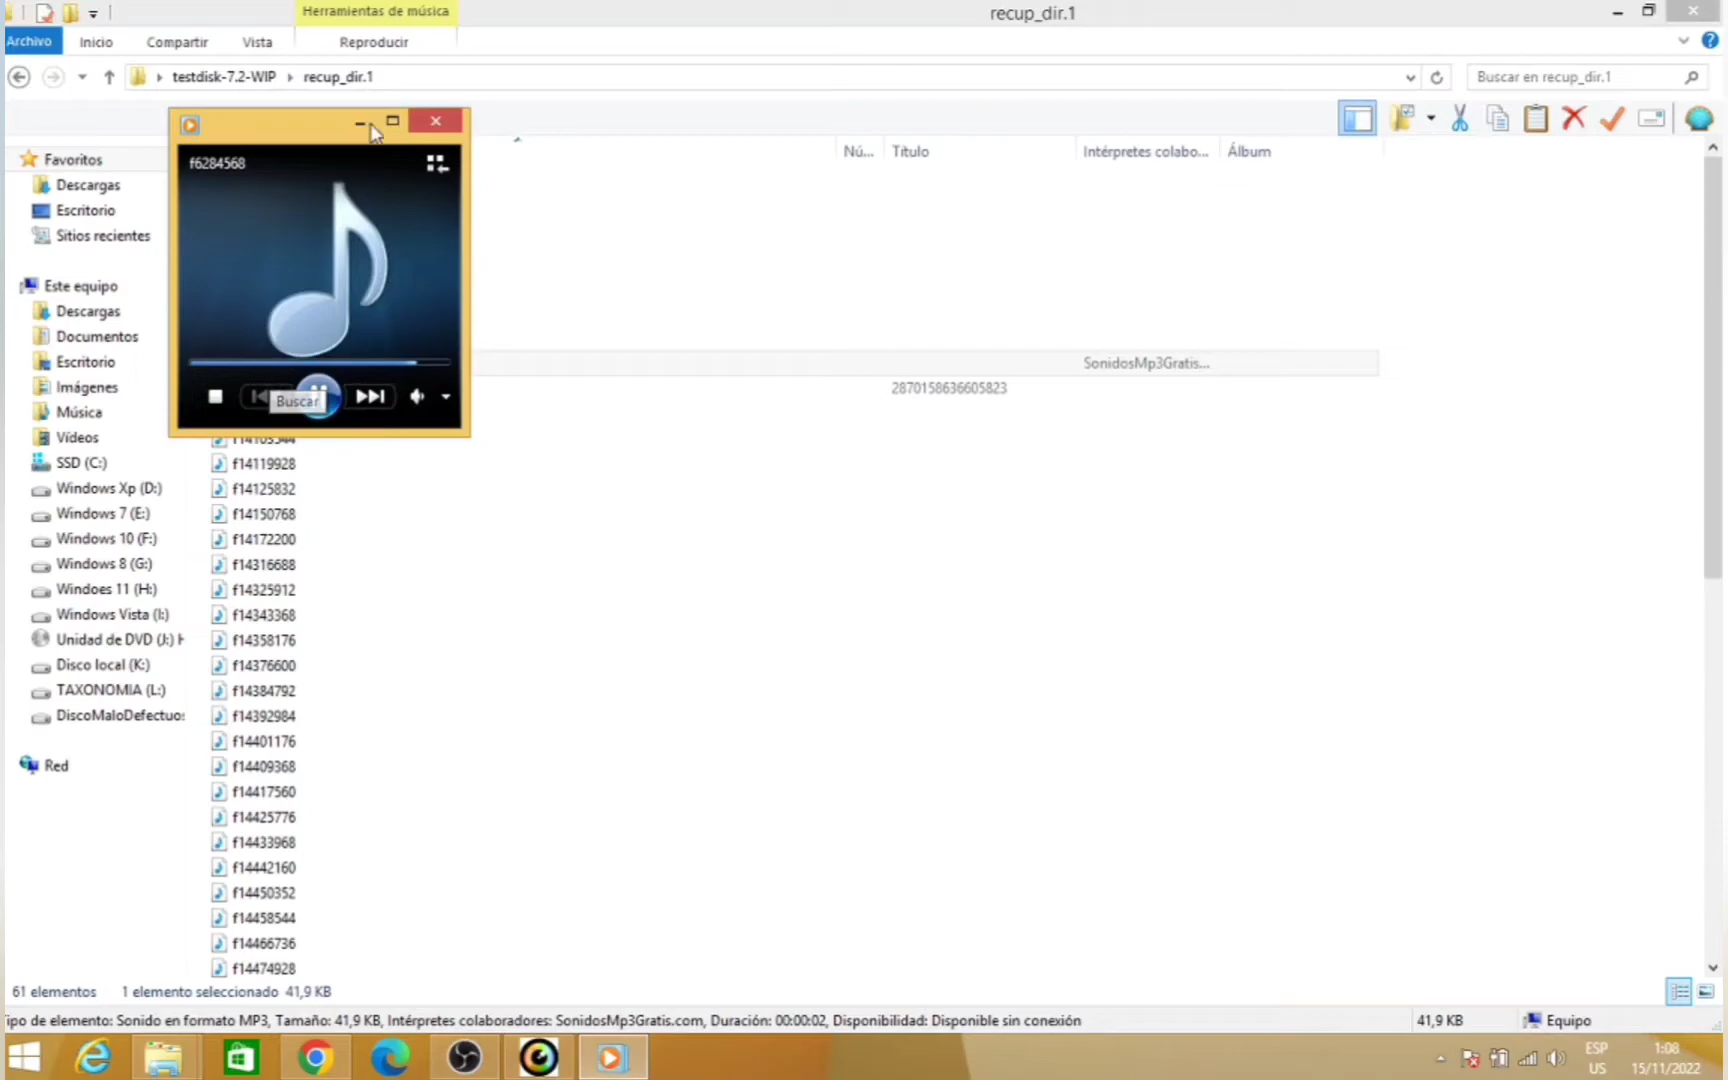 Herramientas de música
recup_dir.1
Archivo
Inicio
Compartir
Vista
Reproducir
testdisk-7.2-WIP
recup_dir.1
Buscar en recup_dir.1
f6284568
Buscar
Nú...
Título
Intérpretes colabo...
Álbum
SonidosMp3Gratis...
2870158636605823
Favoritos
Descargas
Escritorio
Sitios recientes
Este equipo
Descargas
Documentos
Escritorio
Imágenes
Música
Vídeos
SSD (C:)
Windows Xp (D:)
Windows 7 (E:)
Windows 10 (F:)
Windows 8 (G:)
Windoes 11 (H:)
Windows Vista (I:)
Unidad de DVD (J:) H
Disco local (K:)
TAXONOMIA (L:)
DiscoMaloDefectuos
Red
f14119928
f14125832
f14150768
f14172200
f14316688
f14325912
f14343368
f14358176
f14376600
f14384792
f14392984
f14401176
f14409368
f14417560
f14425776
f14433968
f14442160
f14450352
f14458544
f14466736
f14474928
61 elementos 1 elemento seleccionado 41,9 KB
ipo de elemento: Sonido en formato MP3, Tamaño: 41,9 KB, Intérpretes colaboradores: SonidosMp3Gratis.com, Duración: 00:00:02, Disponibilidad: Disponible sin conexión
41,9 KB
Equipo
ESP
US
1:08
15/11/2022